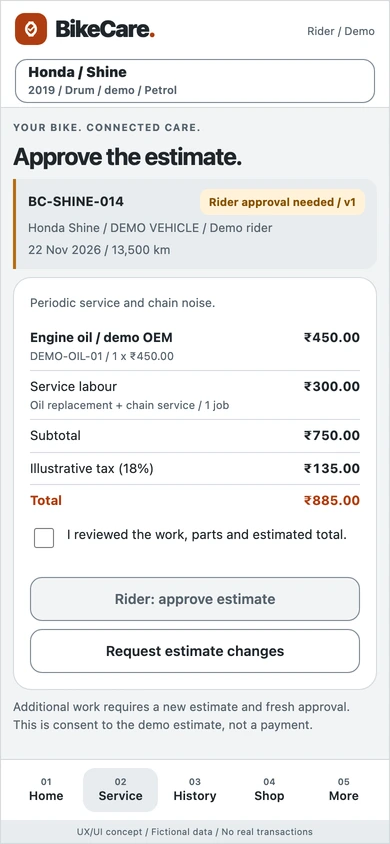 BikeCare.
Rider / Demo
Honda / Shine
2019 / Drum / demo / Petrol
YOUR BIKE. CONNECTED CARE.
Approve the estimate.
BC-SHINE-014
Rider approval needed / v1
Honda Shine / DEMO VEHICLE / Demo rider
22 Nov 2026 / 13,500 km
Periodic service and chain noise.
Engine oil / demo OEM
₹450.00
DEMO-OIL-01 / 1 x ₹450.00
Service labour
₹300.00
Oil replacement + chain service / 1 job
Subtotal
₹750.00
Illustrative tax (18%)
₹135.00
Total
₹885.00
I reviewed the work, parts and estimated total.
Rider: approve estimate
Request estimate changes
Additional work requires a new estimate and fresh approval.
This is consent to the demo estimate, not a payment.
01
Home
02
Service
03
History
04
Shop
05
More
UX/UI concept / Fictional data / No real transactions